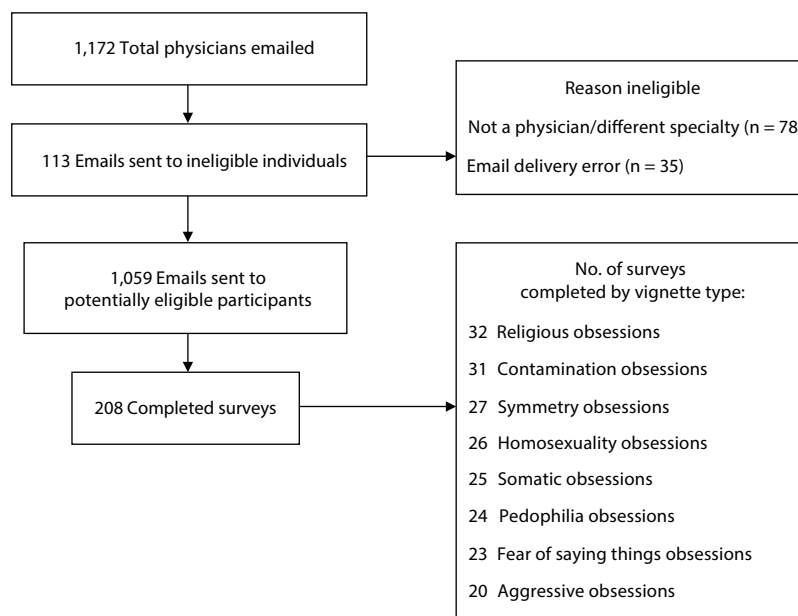 1,172 Total physicians emailed
113 Emails sent to ineligible individuals
Reason ineligible
Not a physician/different specialty (n = 78
Email delivery error (n = 35)
1,059 Emails sent to
potentially eligible participants
208 Completed surveys
No. of surveys
completed by vignette type:
32 Religious obsessions
31 Contamination obsessions
27 Symmetry obsessions
26 Homosexuality obsessions
25 Somatic obsessions
24 Pedophilia obsessions
23 Fear of saying things obsessions
20 Aggressive obsessions